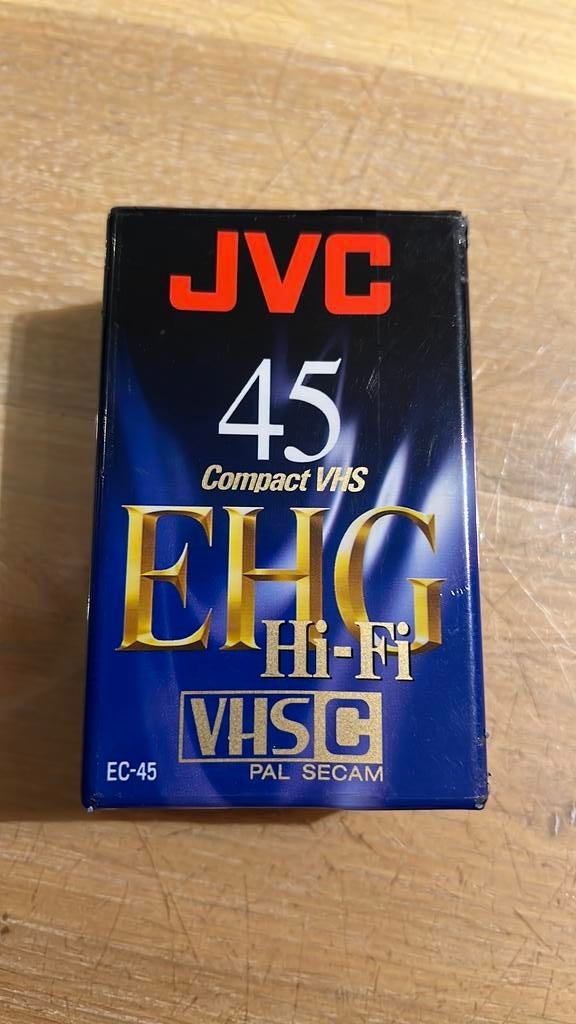 JVC
45
Compact VHS
EHG
Hi-Fi
VHS C
EC-45 PAL SECAM